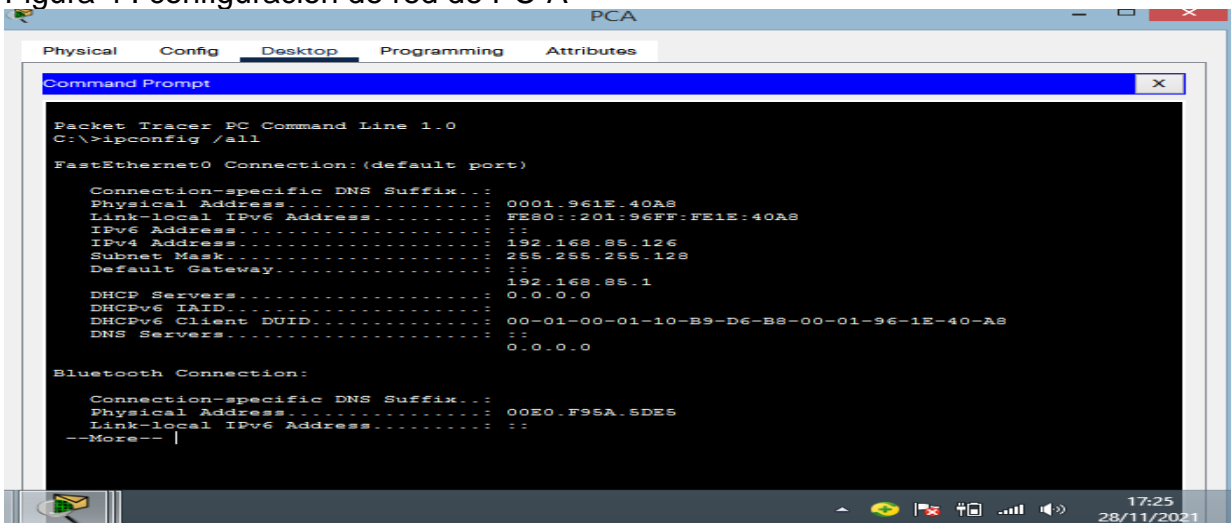 PCA
Physical Config Desktop Programming Attributes
Command Prompt
X
Packet Tracer PC Command Line 1.0
C:\>ipconfig /all
FastEthernet0 Connection:(default port)
Connection-specific DNS Suffix..:
Physical Address................: 0001.961E.40A8
Link-local IPv6 Address.........: FE80::201:96FF:FE1E:40A8
IPv6 Address....................: ::
IPv4 Address....................: 192.168.85.126
Subnet Mask.....................: 255.255.255.128
Default Gateway.................: ::
192.168.85.1
DHCP Servers....................: 0.0.0.0
DHCPv6 IAID.....................:
DHCPv6 Client DUID..............: 00-01-00-01-10-B9-D6-B8-00-01-96-1E-40-A8
DNS Servers.....................: ::
0.0.0.0
Bluetooth Connection:
Connection-specific DNS Suffix..:
Physical Address................: 00E0.F95A.5DE5
Link-local IPv6 Address.........: ::
--More--
17:25
28/11/2021